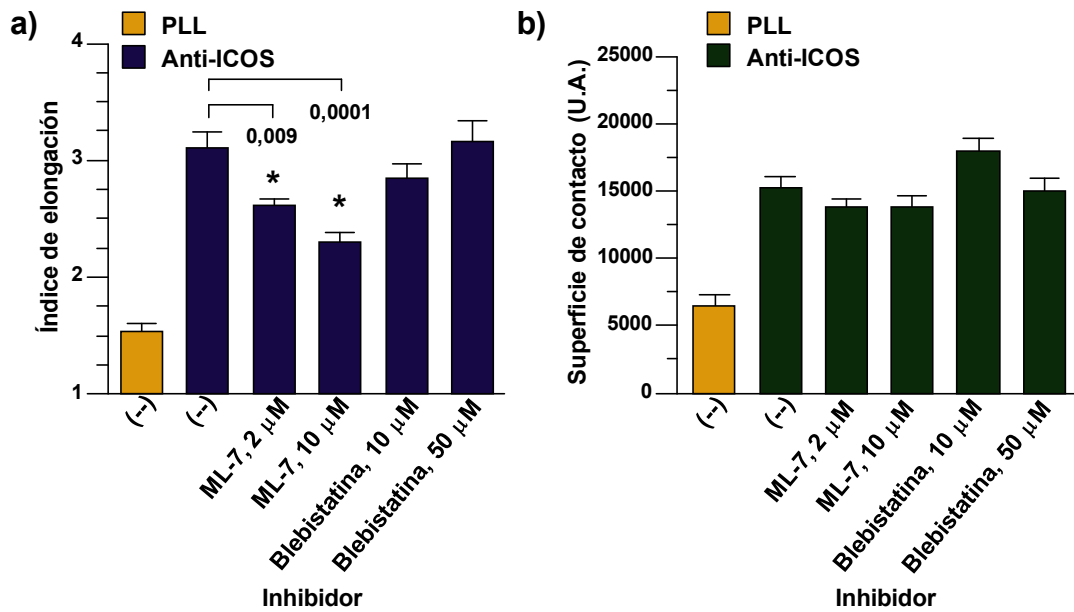 a)
PLL
Anti-ICOS
Índice de elongación
4
3
2
1
0,009
0,0001
*
*
(--)
(--)
ML-7, 2 μM
ML-7, 10 μM
Blebistatina, 10 μM
Blebistatina, 50 μM
Inhibidor
b)
PLL
Anti-ICOS
Superficie de contacto (U.A.)
25000
20000
15000
10000
5000
0
(--)
(--)
ML-7, 2 μM
ML-7, 10 μM
Blebistatina, 10 μM
Blebistatina, 50 μM
Inhibidor